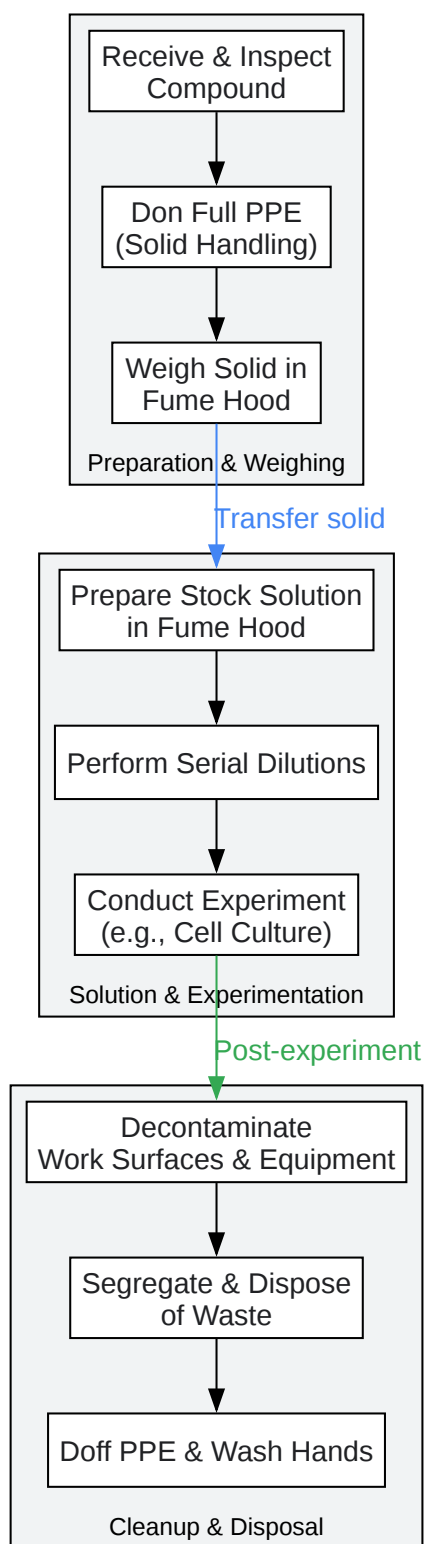 Receive & Inspect
Compound
Don Full PPE
(Solid Handling)
Weigh Solid in
Fume Hood
Preparation & Weighing
Transfer solid
Prepare Stock Solution
in Fume Hood
Perform Serial Dilutions
Conduct Experiment
(e.g., Cell Culture)
Solution & Experimentation
Post-experiment
Decontaminate
Work Surfaces & Equipment
Segregate & Dispose
of Waste
Doff PPE & Wash Hands
Cleanup & Disposal